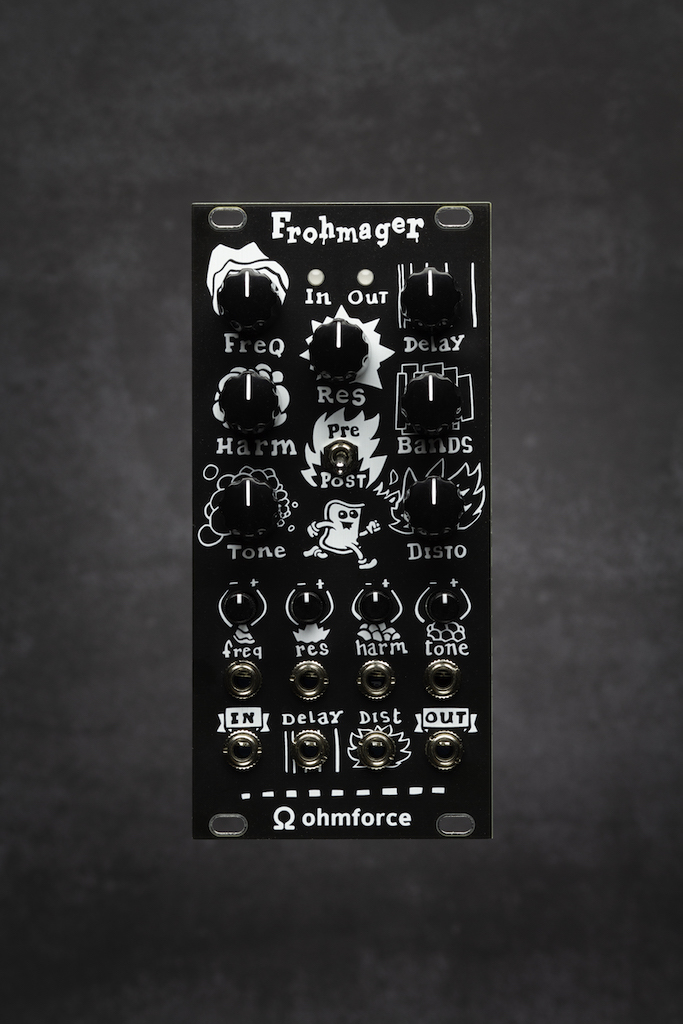 Frohmager
In Out
FreQ
Delay
Res
Harm
Pre
BanDS
POST
Tone
DISTO
- + - + - + - +
freq res harm tone
IN Delay Dist OUT
Ω ohmforce